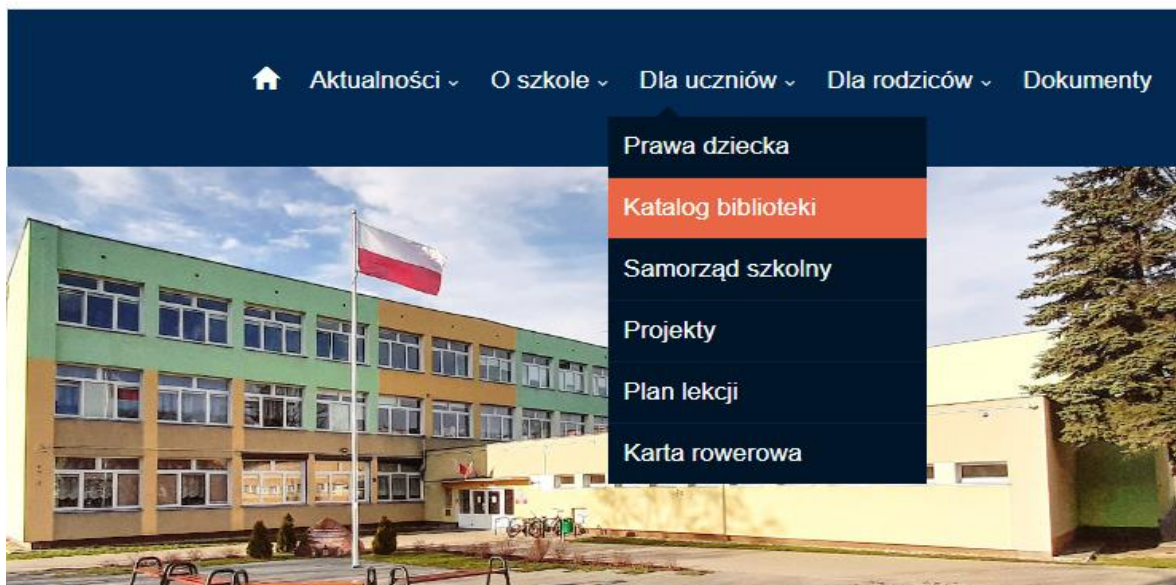 Aktualności O szkole Dla uczniów Dla rodziców Dokumenty
Prawa dziecka
Katalog biblioteki
Samorząd szkolny
Projekty
Plan lekcji
Karta rowerowa